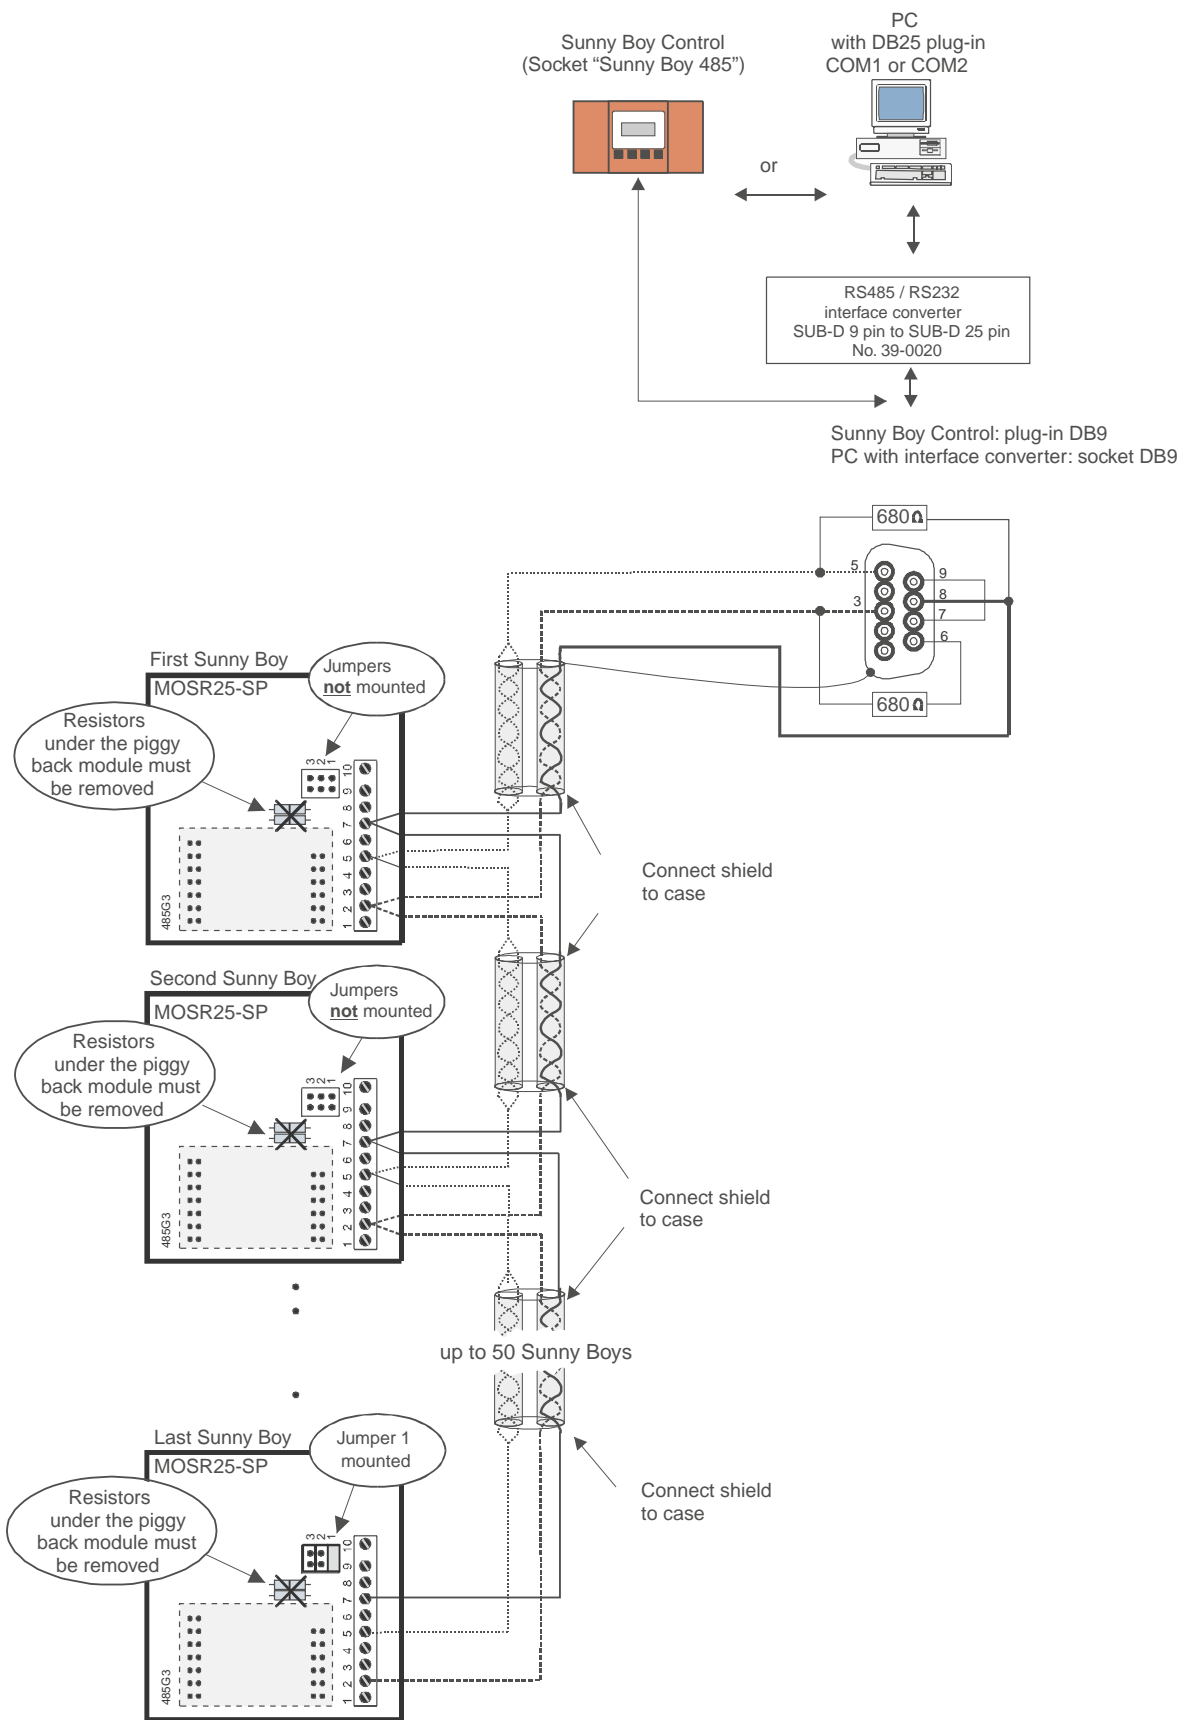 PC
with DB25 plug-in
COM1 or COM2
Sunny Boy Control
(Socket “Sunny Boy 485”)
or
RS485 / RS232
interface converter
SUB-D 9 pin to SUB-D 25 pin
No. 39-0020
Sunny Boy Control: plug-in DB9
PC with interface converter: socket DB9
680 Ω
5
9
3
8
7
6
680 Ω
First Sunny Boy
MOSR25-SP
Jumpers
not mounted
Resistors
under the piggy
back module must
be removed
3 2 1
10
9
8
7
6
5
4
3
2
1
485G3
Connect shield
to case
Second Sunny Boy
MOSR25-SP
Jumpers
not mounted
Resistors
under the piggy
back module must
be removed
3 2 1
10
9
8
7
6
5
4
3
2
1
485G3
Connect shield
to case
up to 50 Sunny Boys
Last Sunny Boy
MOSR25-SP
Jumper 1
mounted
Resistors
under the piggy
back module must
be removed
3 2 1
10
9
8
7
6
5
4
3
2
1
485G3
Connect shield
to case